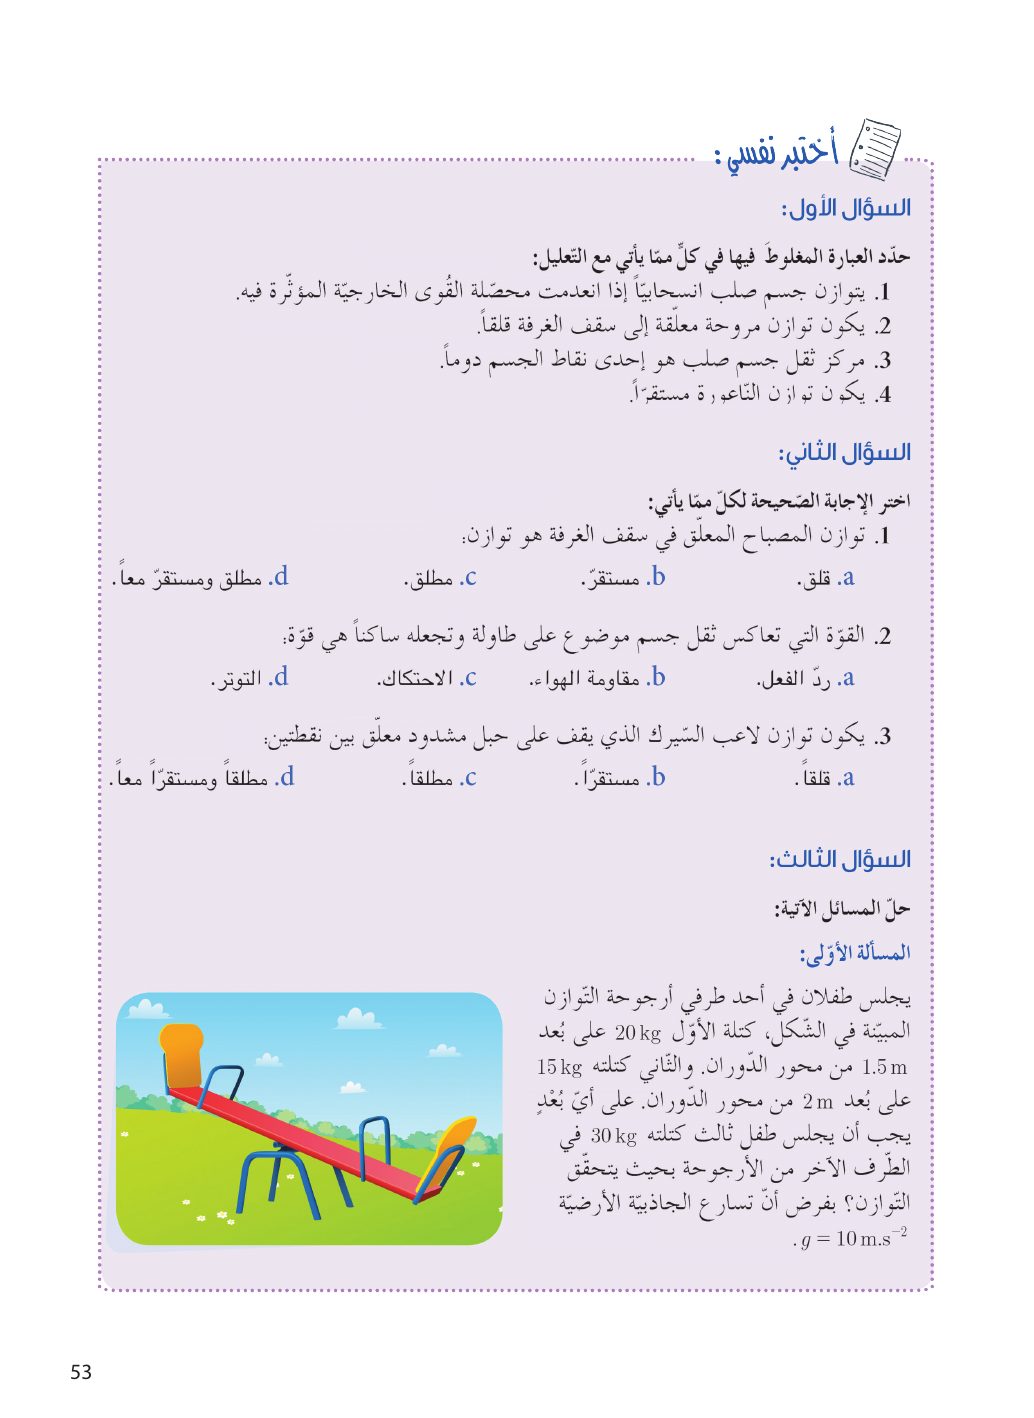 أختبر نفسي:
السؤال الأول:
حدّد العبارة المغلوطَ فيها في كلٍّ ممّا يأتي مع التّعليل:
1. يتوازن جسم صلب انسحابيّاً إذا انعدمت محصّلة القُوى الخارجيّة المؤثّرة فيه.
2. يكون توازن مروحة معلّقة إلى سقف الغرفة قلقاً.
3. مركز ثقل جسم صلب هو إحدى نقاط الجسم دوماً.
4. يكون توازن النّاعورة مستقرّاً.
السؤال الثاني:
اختر الإجابة الصّحيحة لكلّ ممّا يأتي:
1. توازن المصباح المعلّق في سقف الغرفة هو توازن:
a. قلق. b. مستقرّ. c. مطلق. d. مطلق ومستقرّ معاً.
2. القوّة التي تعاكس ثقل جسم موضوع على طاولة وتجعله ساكناً هي قوّة:
a. ردّ الفعل. b. مقاومة الهواء. c. الاحتكاك. d. التوتر.
3. يكون توازن لاعب السّيرك الذي يقف على حبل مشدود معلّق بين نقطتين:
a. قلقاً. b. مستقرّاً. c. مطلقاً. d. مطلقاً ومستقرّاً معاً.
السؤال الثالث:
حلّ المسائل الآتية:
المسألة الأوّلى:
يجلس طفلان في أحد طرفي أرجوحة التّوازن
المبيّنة في الشّكل، كتلة الأوّل 20 kg على بُعد
1.5 m من محور الدّوران. والثّاني كتلته 15 kg
على بُعد 2 m من محور الدّوران. على أيّ بُعْدٍ
يجب أن يجلس طفل ثالث كتلته 30 kg في
الطّرف الآخر من الأرجوحة بحيث يتحقّق
التّوازن؟ بفرض أنّ تسارع الجاذبيّة الأرضيّة
g = 10 m.s⁻².
53